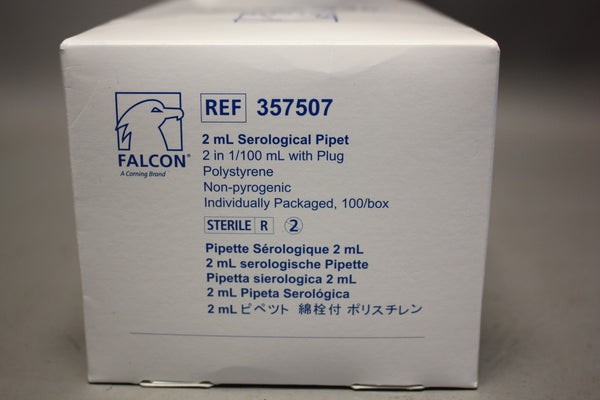 REF 357507
FALCON®
A Corning Brand
2 mL Serological Pipet
2 in 1/100 mL with Plug
Polystyrene
Non-pyrogenic
Individually Packaged, 100/box
STERILE R 2
Pipette Sérologique 2 mL
2 mL serologische Pipette
Pipetta sierologica 2 mL
2 mL Pipeta Serológica
2 mL ピペット 綿栓付 ポリスチレン